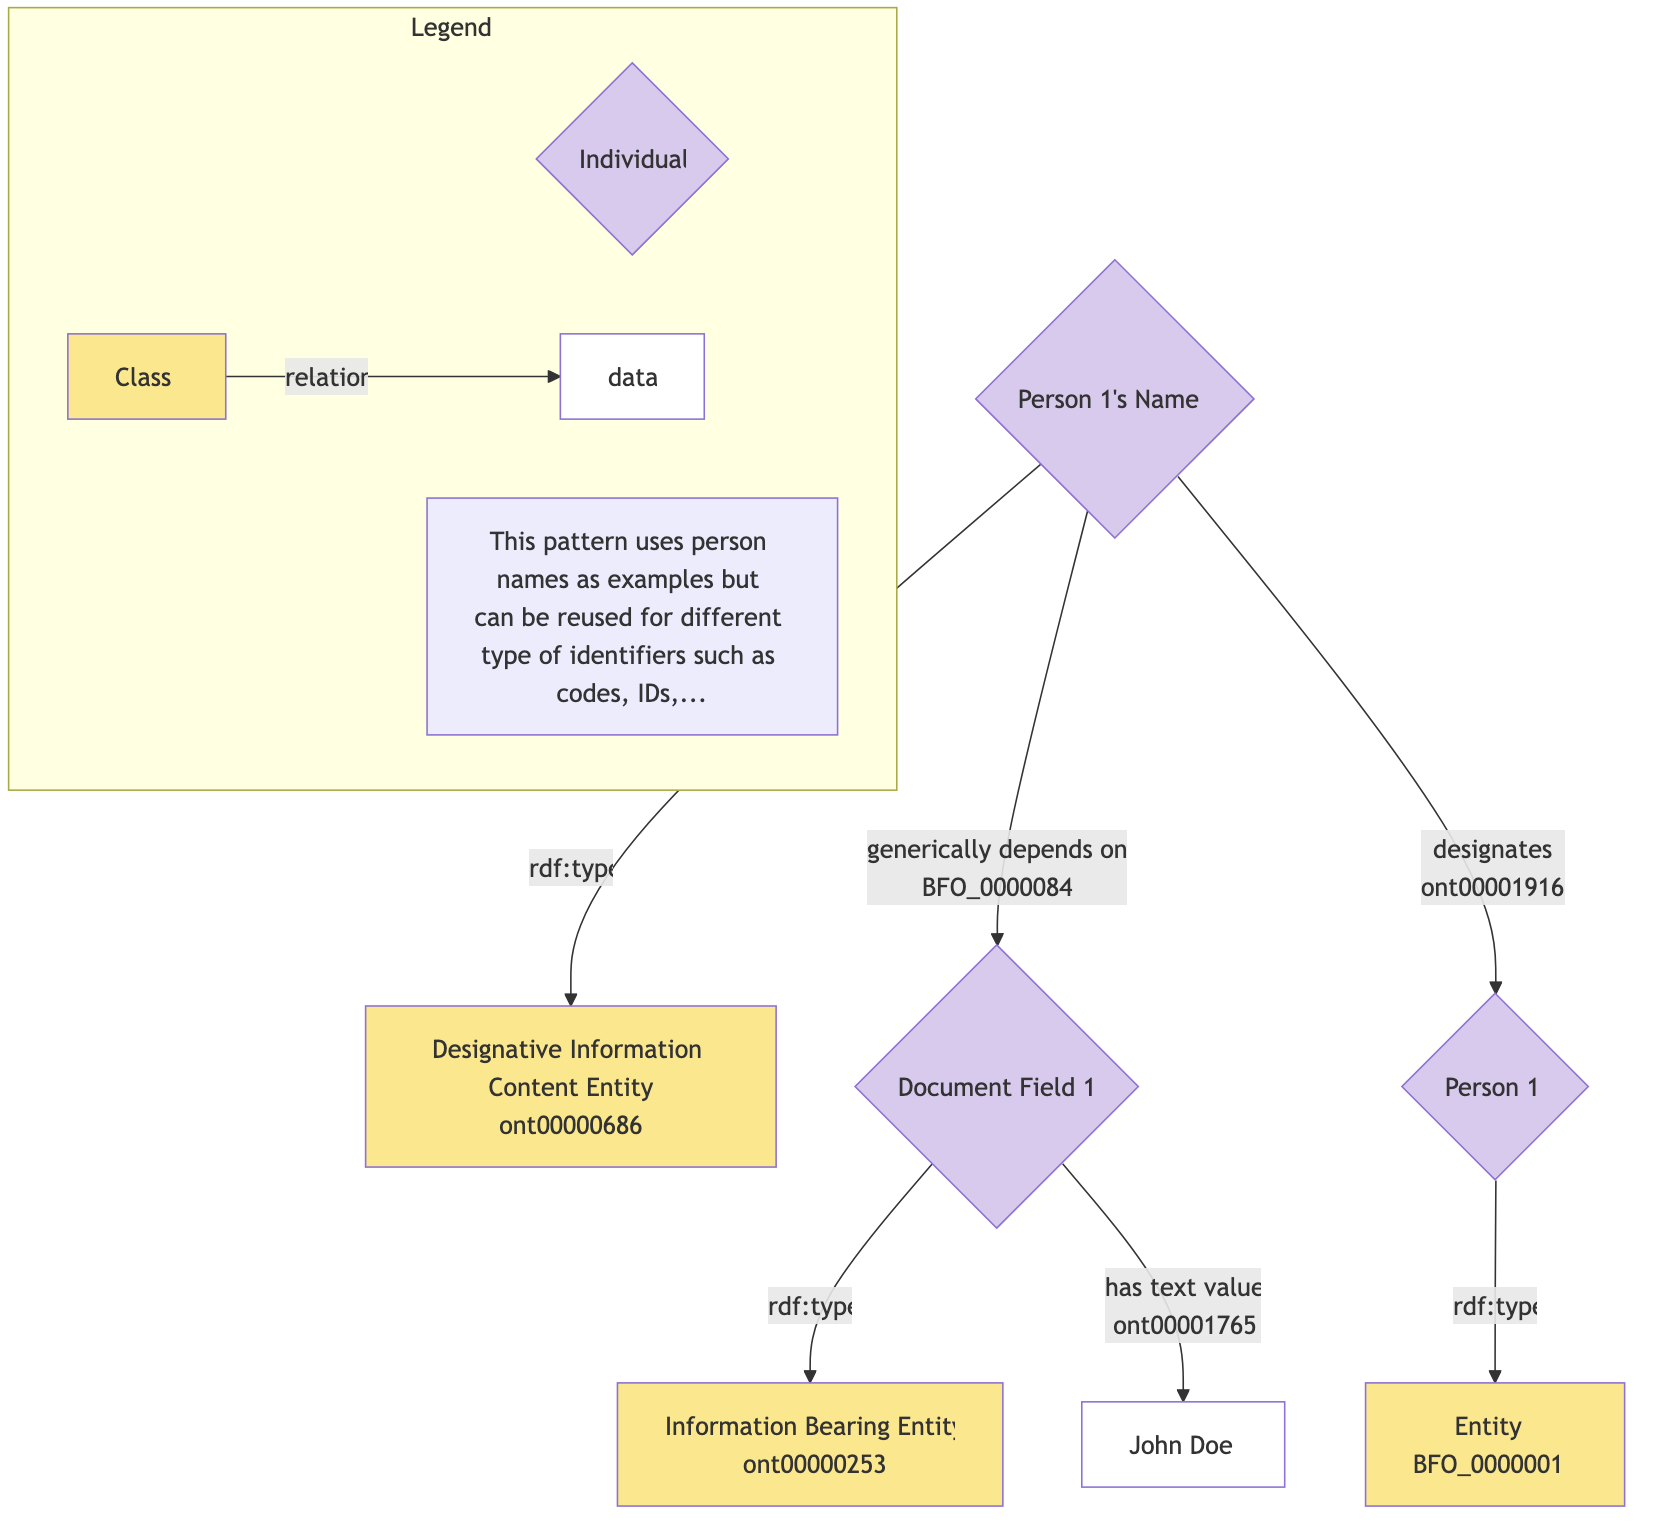 Legend
Individual
Class
relation
data
This pattern uses person
names as examples but
can be reused for different
type of identifiers such as
codes, IDs,...
Person 1's Name
rdf:type
generically depends on
BFO_0000084
designates
ont00001916
Designative Information
Content Entity
ont00000686
Document Field 1
Person 1
rdf:type
has text value
ont00001765
rdf:type
Information Bearing Entity
ont00000253
John Doe
Entity
BFO_0000001